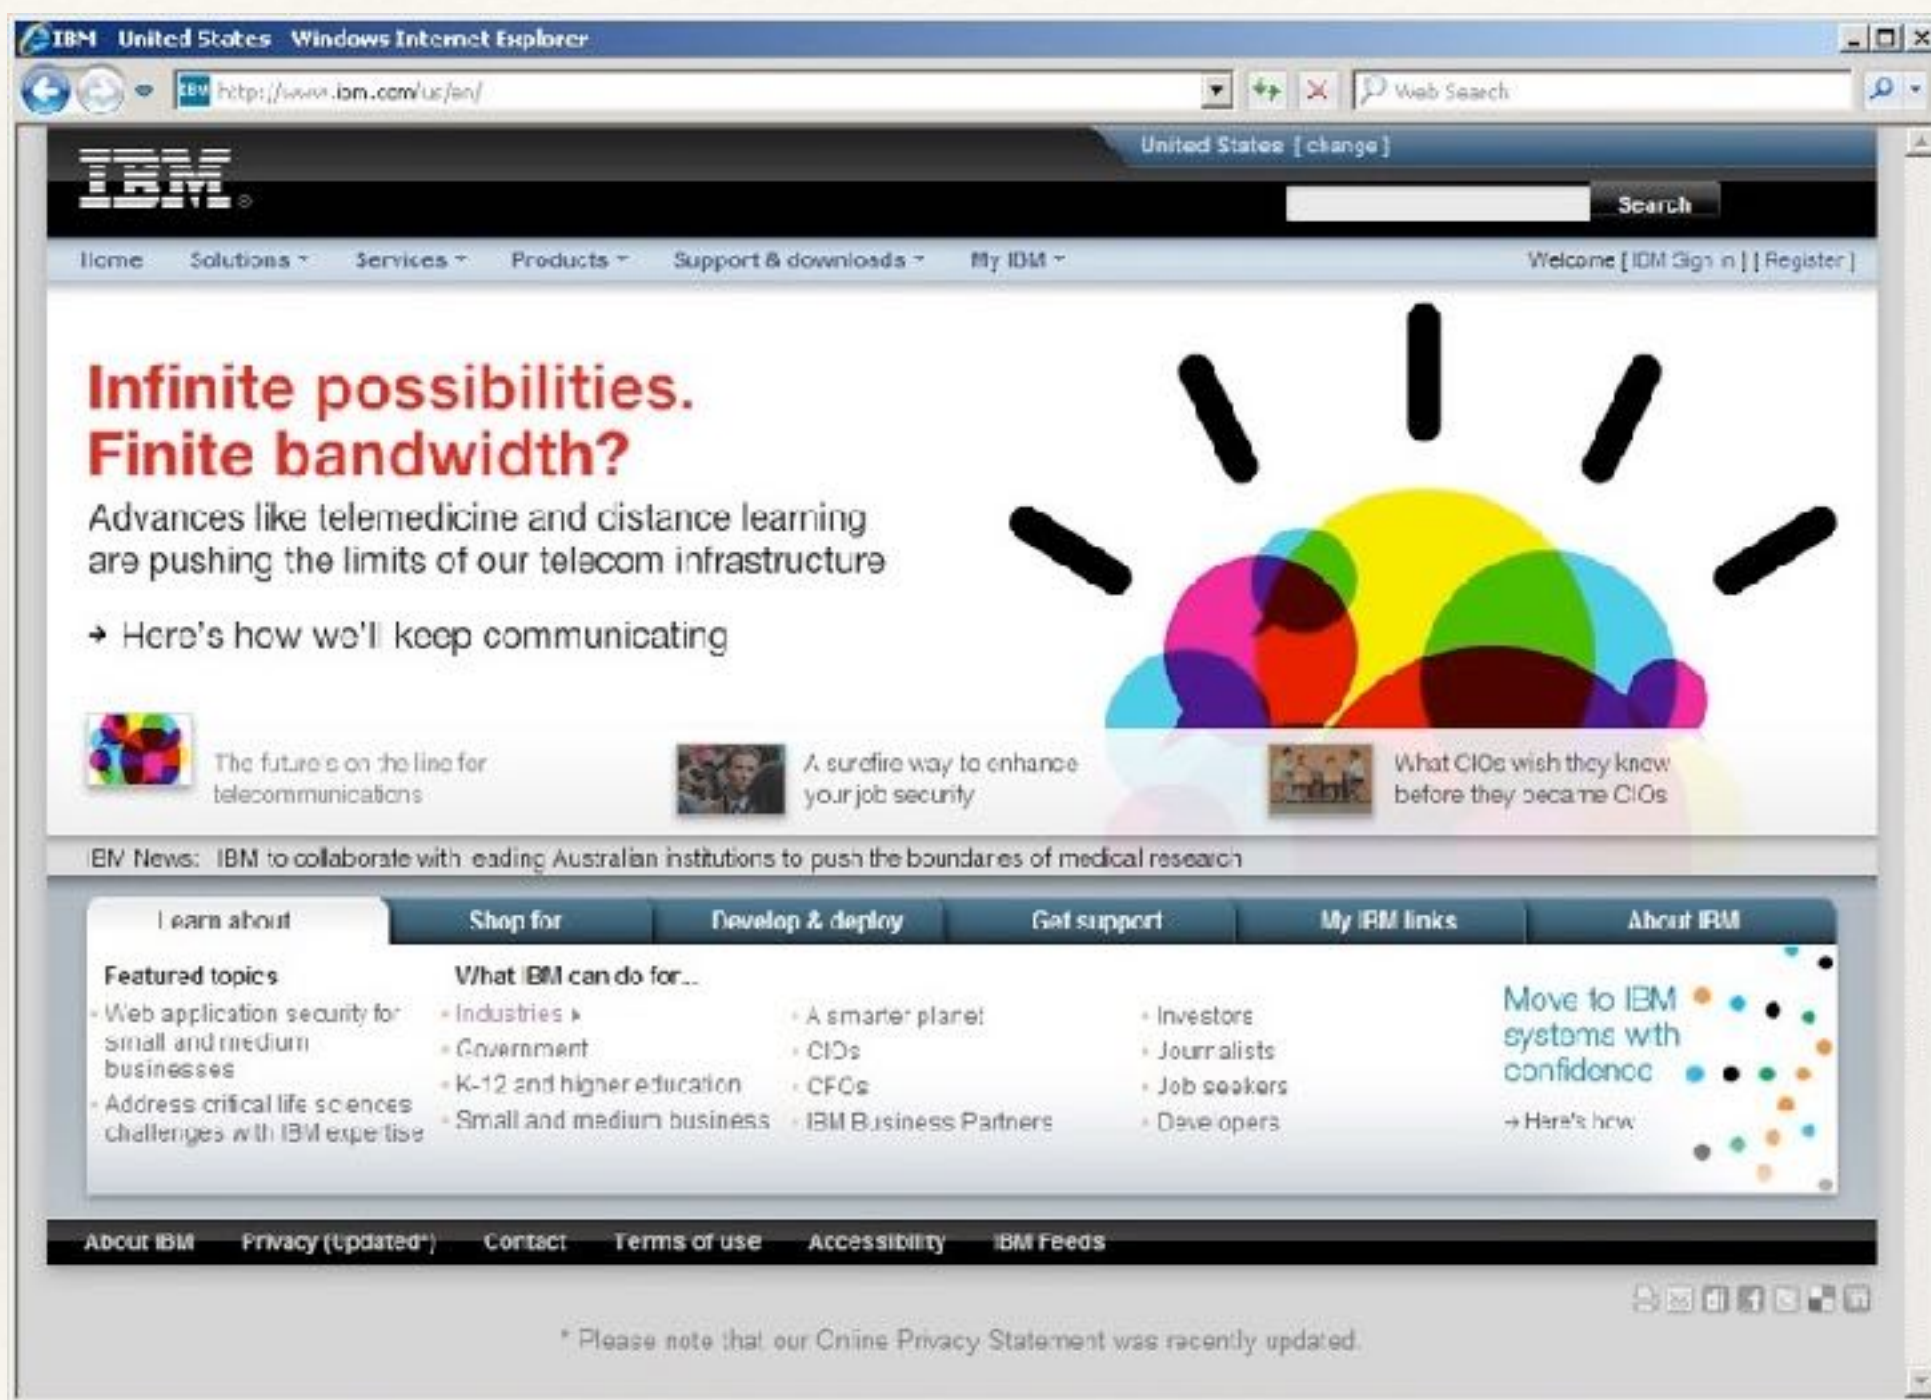 IBM United States Windows Internet Explorer
IBM http://www.ibm.com/us/en/
Web Search
United States [ change ]
IBM®
Search
Home Solutions Services Products Support & downloads My IBM Welcome [ IBM Sign in ] [ Register ]
Infinite possibilities.
Finite bandwidth?
Advances like telemedicine and distance learning
are pushing the limits of our telecom infrastructure
→ Here's how we'll keep communicating
The future's on the line for
telecommunications
A surefire way to enhance
your job security
What CIOs wish they knew
before they became CIOs
IBM News: IBM to collaborate with leading Australian institutions to push the boundaries of medical research
Learn about Shop for Develop & deploy Get support My IBM links About IBM
Featured topics
Web application security for
small and medium
businesses
Address critical life sciences
challenges with IBM expertise
What IBM can do for...
Industries
Government
K-12 and higher education
Small and medium business
A smarter planet
CIOs
CFOs
IBM Business Partners
Investors
Journalists
Job seekers
Developers
Move to IBM
systems with
confidence
→ Here's how
About IBM Privacy (Updated*) Contact Terms of use Accessibility IBM Feeds
* Please note that our Online Privacy Statement was recently updated.